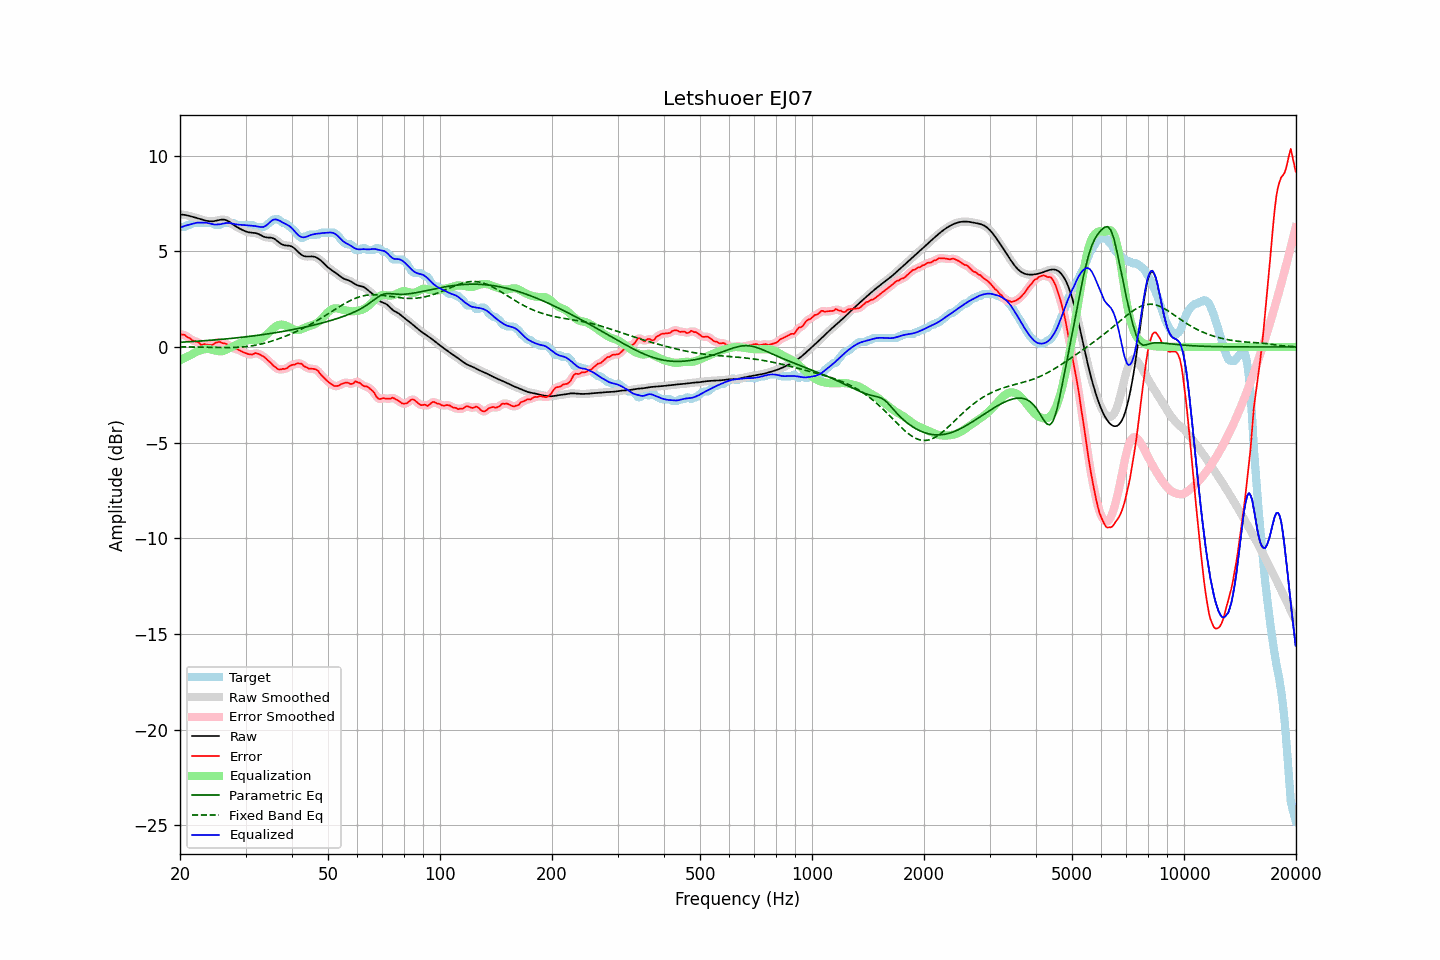 Letshuoer EJ07
10
5
0
−5
−10
−15
−20
−25
Amplitude (dBr)
Target
Raw Smoothed
Error Smoothed
Raw
Error
Equalization
Parametric Eq
Fixed Band Eq
Equalized
20 50 100 200 500 1000 2000 5000 10000 20000
Frequency (Hz)